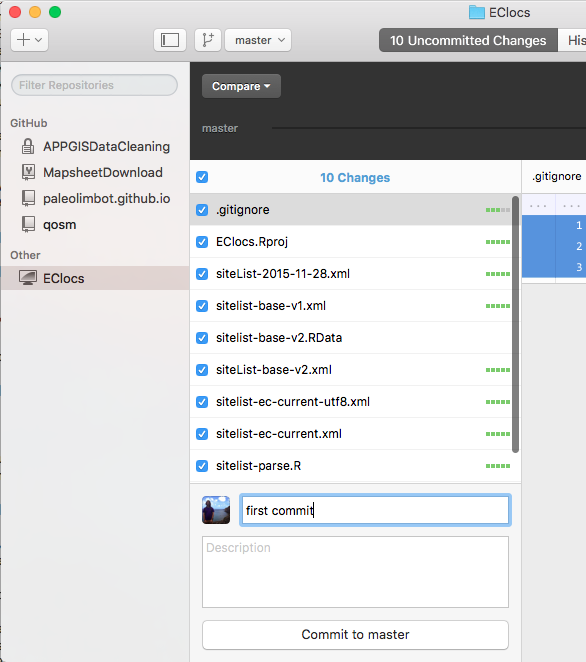 EClocs
master
10 Uncommitted Changes
His
Filter Repositories
Compare
GitHub
master
APPGISDataCleaning
MapsheetDownload
paleolimbot.github.io
qosm
Other
EClocs
10 Changes
.gitignore
.gitignore
EClocs.Rproj
siteList-2015-11-28.xml
sitelist-base-v1.xml
sitelist-base-v2.RData
siteList-base-v2.xml
sitelist-ec-current-utf8.xml
sitelist-ec-current.xml
sitelist-parse.R
... ...
1
2
3
first commit
Description
Commit to master